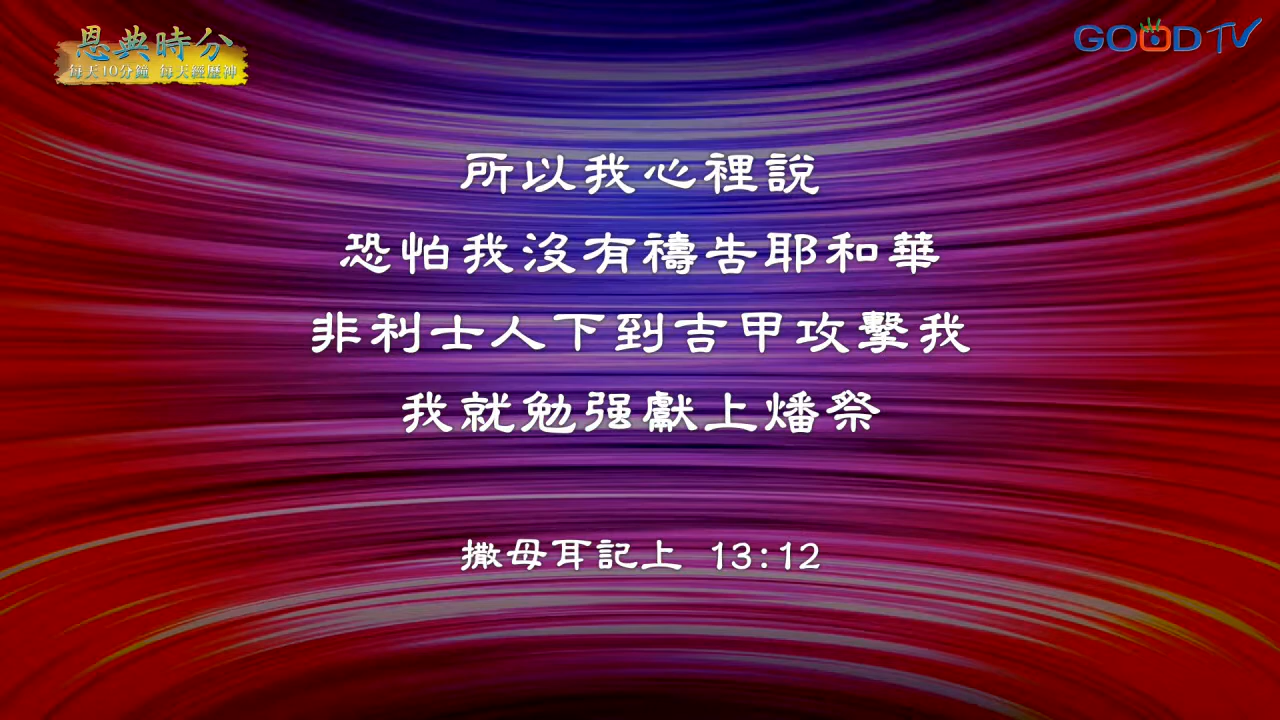 恩典時分
每天10分鐘 每天經歷神
GOOD TV
所以我心裡說
恐怕我沒有禱告耶和華
非利士人下到吉甲攻擊我
我就勉强獻上燔祭
撒母耳記上 13:12